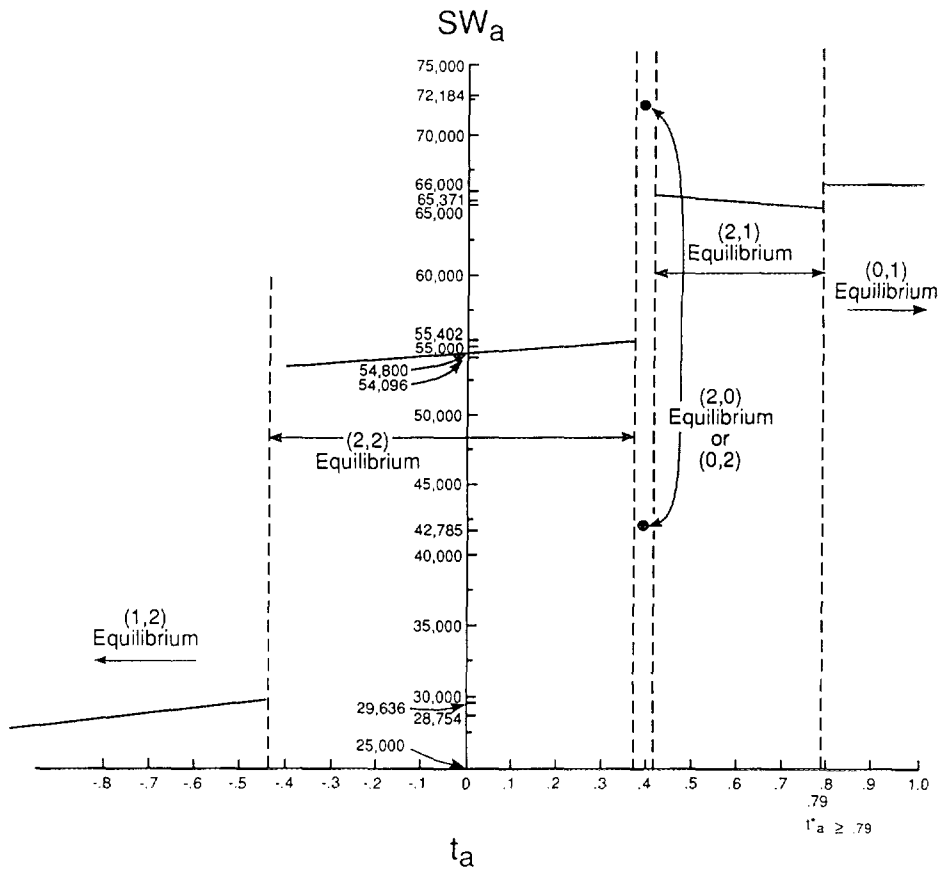 SWa
75,000
72,184
70,000
66,000
65,371
65,000
(2,1)
Equilibrium
60,000
(0,1)
Equilibrium
55,402
55,000
54,800
54,096
50,000
(2,0)
Equilibrium
or
(0,2)
(2,2)
Equilibrium
45,000
42,785
40,000
(1,2)
Equilibrium
35,000
30,000
29,636
28,754
25,000
-.8 -.7 -.6 -.5 -.4 -.3 -.2 -.1 0 .1 .2 .3 .4 .5 .6 .7 .8 .9 1.0
.79
t*a ≥ .79
ta